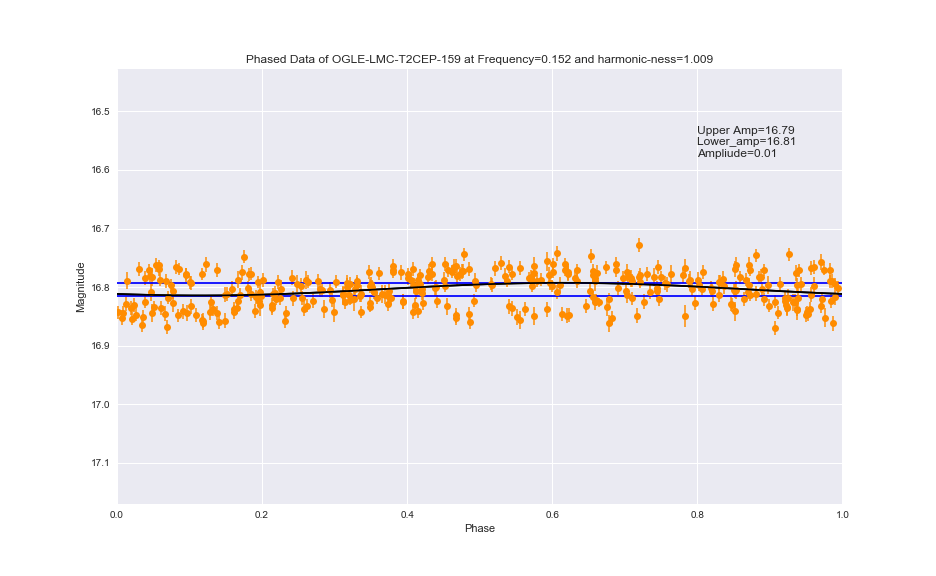 Phased Data of OGLE-LMC-T2CEP-159 at Frequency=0.152 and harmonic-ness=1.009
16.5
Upper Amp=16.79
Lower_amp=16.81
Ampliude=0.01
16.6
16.7
16.8
Magnitude
16.9
17.0
17.1
0.0 0.2 0.4 0.6 0.8 1.0
Phase